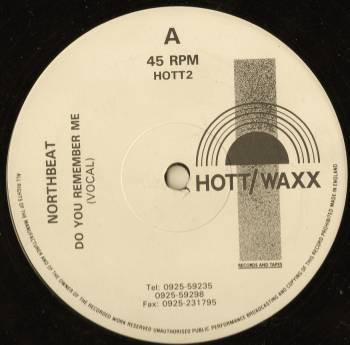 A
45 RPM
HOTT2
NORTHBEAT
DO YOU REMEMBER ME
(VOCAL)
HOTT/WAXX
RECORDS AND TAPES
Tel: 0925-59235
0925-59298
Fax: 0925-231795
ALL RIGHTS OF THE MANUFACTURER AND OF THE OWNER OF THE RECORDED WORK RESERVED UNAUTHORISED PUBLIC PERFORMANCE BROADCASTING AND COPYING OF THIS RECORD PROHIBITED MADE IN ENGLAND